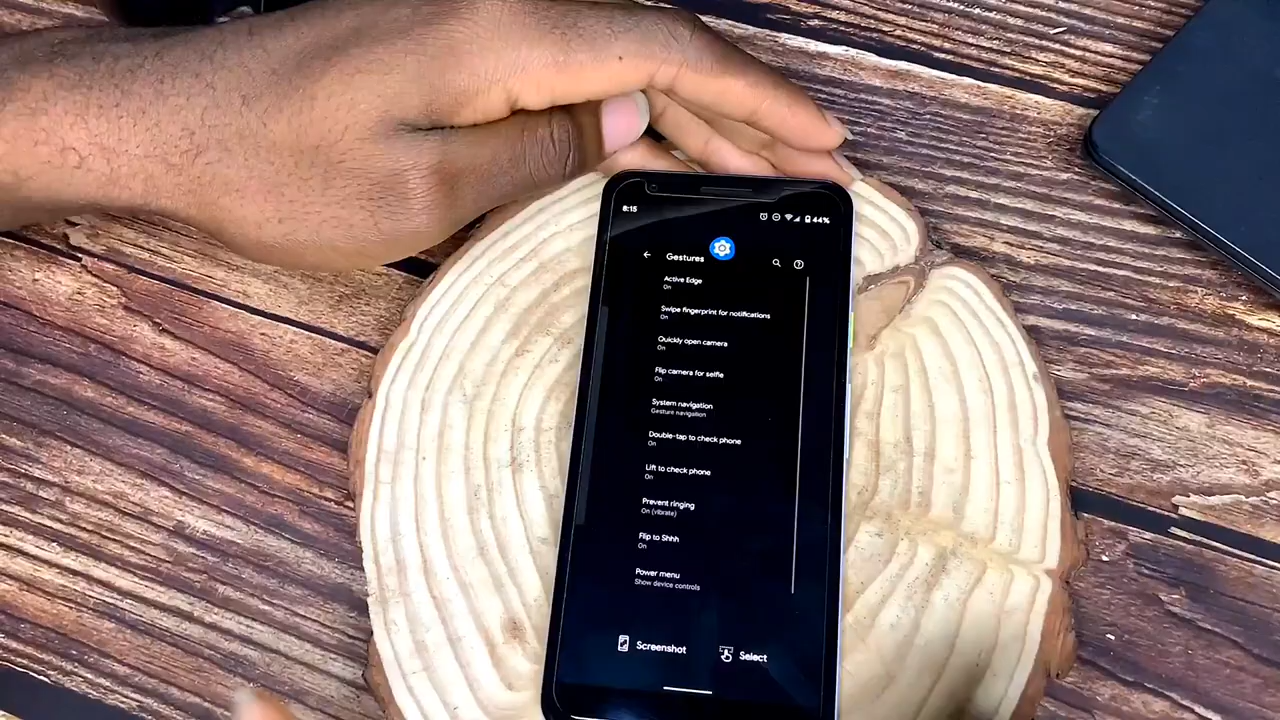 8:15
44%
Gestures
Active Edge
On
Swipe fingerprint for notifications
On
Quickly open camera
On
Flip camera for selfie
On
System navigation
Gesture navigation
Double-tap to check phone
On
Lift to check phone
On
Prevent ringing
On (vibrate)
Flip to Shhh
On
Power menu
Show device controls
Screenshot
Select